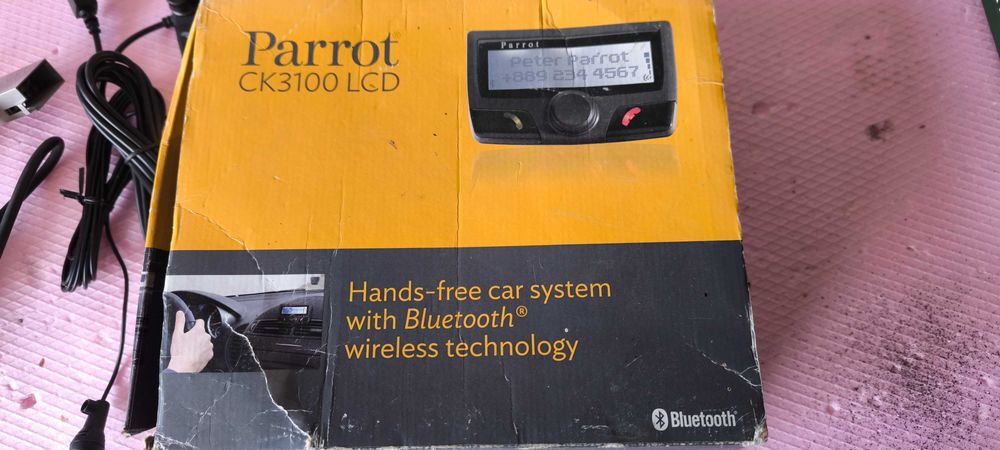 Parrot
CK3100 LCD
Parrot
Peter Parrot
+889 234 4567
Hands-free car system
with Bluetooth®
wireless technology
Bluetooth®